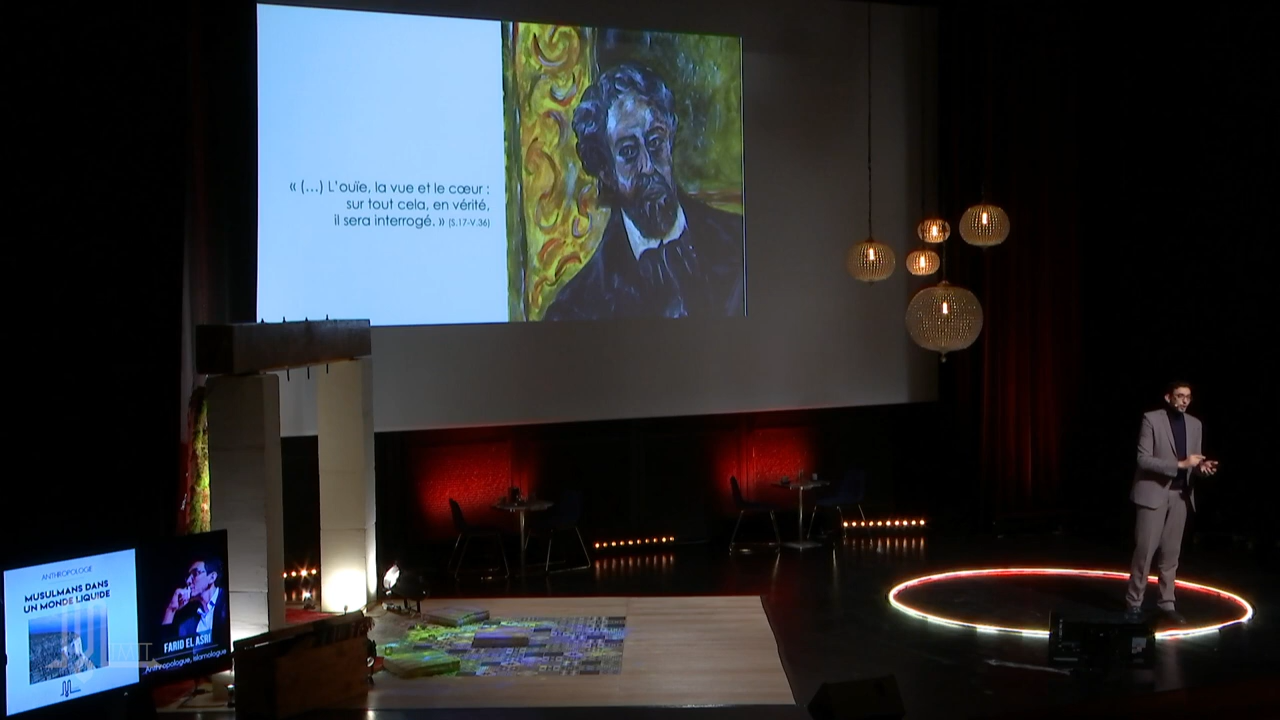 « (…) L'ouïe, la vue et le cœur :
sur tout cela, en vérité,
il sera interrogé. » (S.17-V.36)
ANTHROPOLOGIE
MUSULMANS DANS
UN MONDE LIQUIDE
FARID EL ASRI
Anthropologue, islamologue